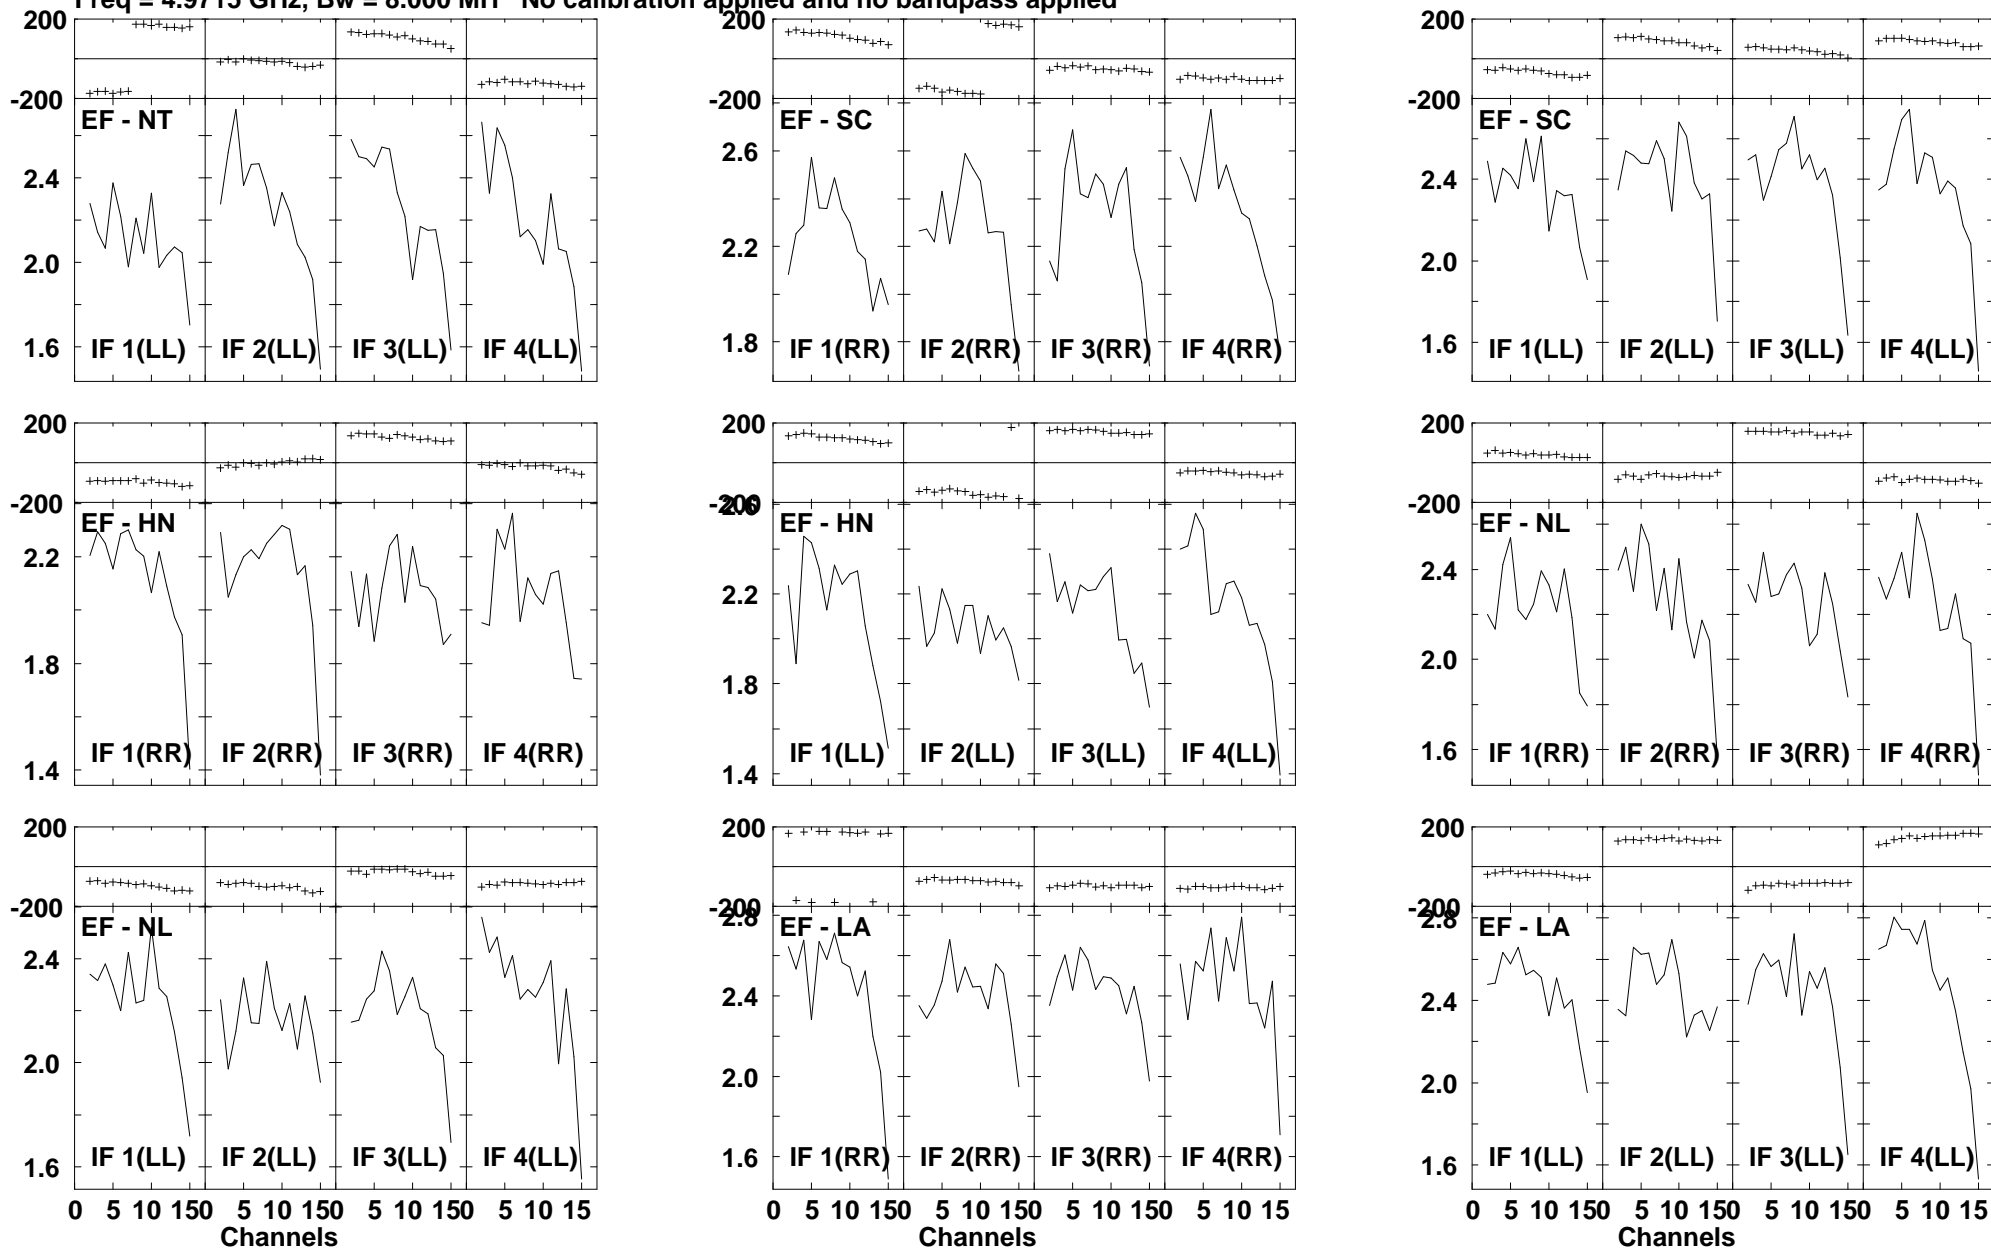 Freq = 4.9715 GHz, Bw = 8.000 MH No calibration applied and no bandpass applied
200
-200
EF - NT
2.4
2.0
1.6
IF 1(LL) IF 2(LL) IF 3(LL) IF 4(LL)
200
-200
EF - SC
2.6
2.2
1.8
IF 1(RR) IF 2(RR) IF 3(RR) IF 4(RR)
200
-200
EF - SC
2.4
2.0
1.6
IF 1(LL) IF 2(LL) IF 3(LL) IF 4(LL)
200
-200
EF - HN
2.2
1.8
1.4
IF 1(RR) IF 2(RR) IF 3(RR) IF 4(RR)
200
-200
2.6
EF - HN
2.2
1.8
1.4
IF 1(LL) IF 2(LL) IF 3(LL) IF 4(LL)
200
-200
EF - NL
2.4
2.0
1.6
IF 1(RR) IF 2(RR) IF 3(RR) IF 4(RR)
200
-200
EF - NL
2.4
2.0
1.6
IF 1(LL) IF 2(LL) IF 3(LL) IF 4(LL)
0 5 10 150 5 10 150 5 10 150 5 10 15
Channels
200
-200
2.8
EF - LA
2.4
2.0
1.6
IF 1(RR) IF 2(RR) IF 3(RR) IF 4(RR)
0 5 10 150 5 10 150 5 10 150 5 10 15
Channels
200
-200
2.8
EF - LA
2.4
2.0
1.6
IF 1(LL) IF 2(LL) IF 3(LL) IF 4(LL)
0 5 10 150 5 10 150 5 10 150 5 10 15
Channels